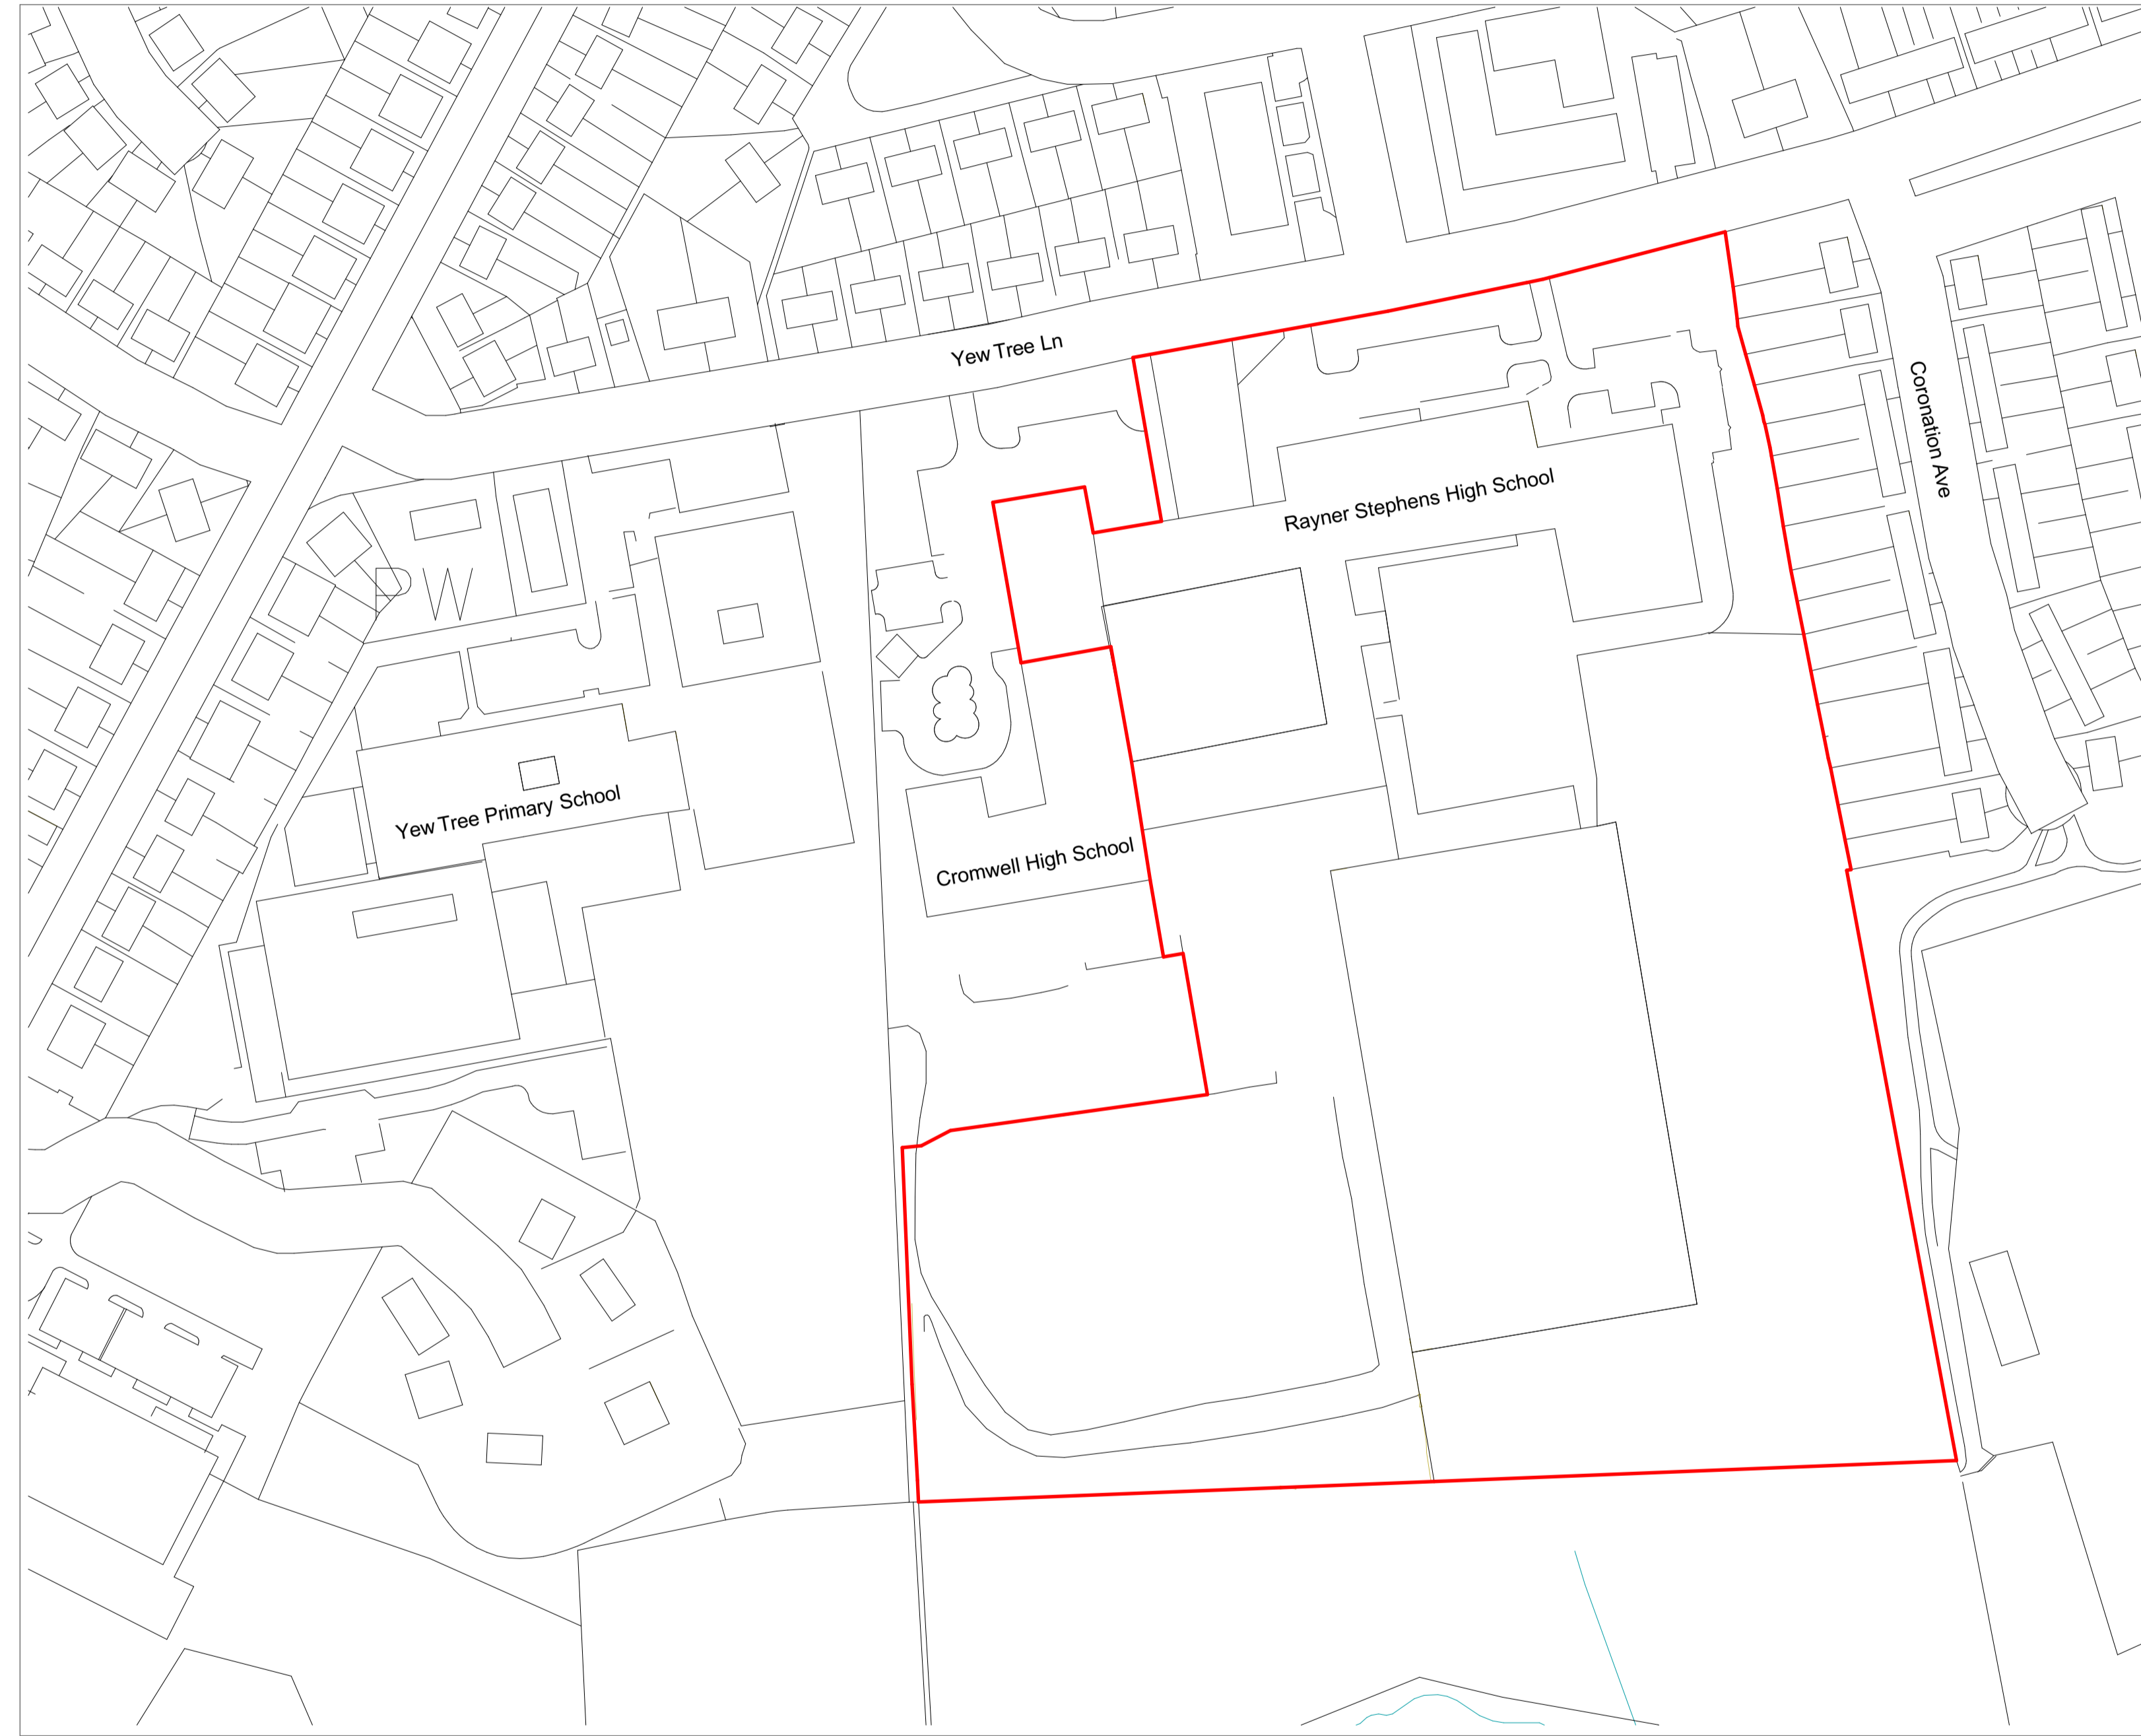 Yew Tree Ln
Coronation Ave
Rayner Stephens High School
Yew Tree Primary School
Cromwell High School